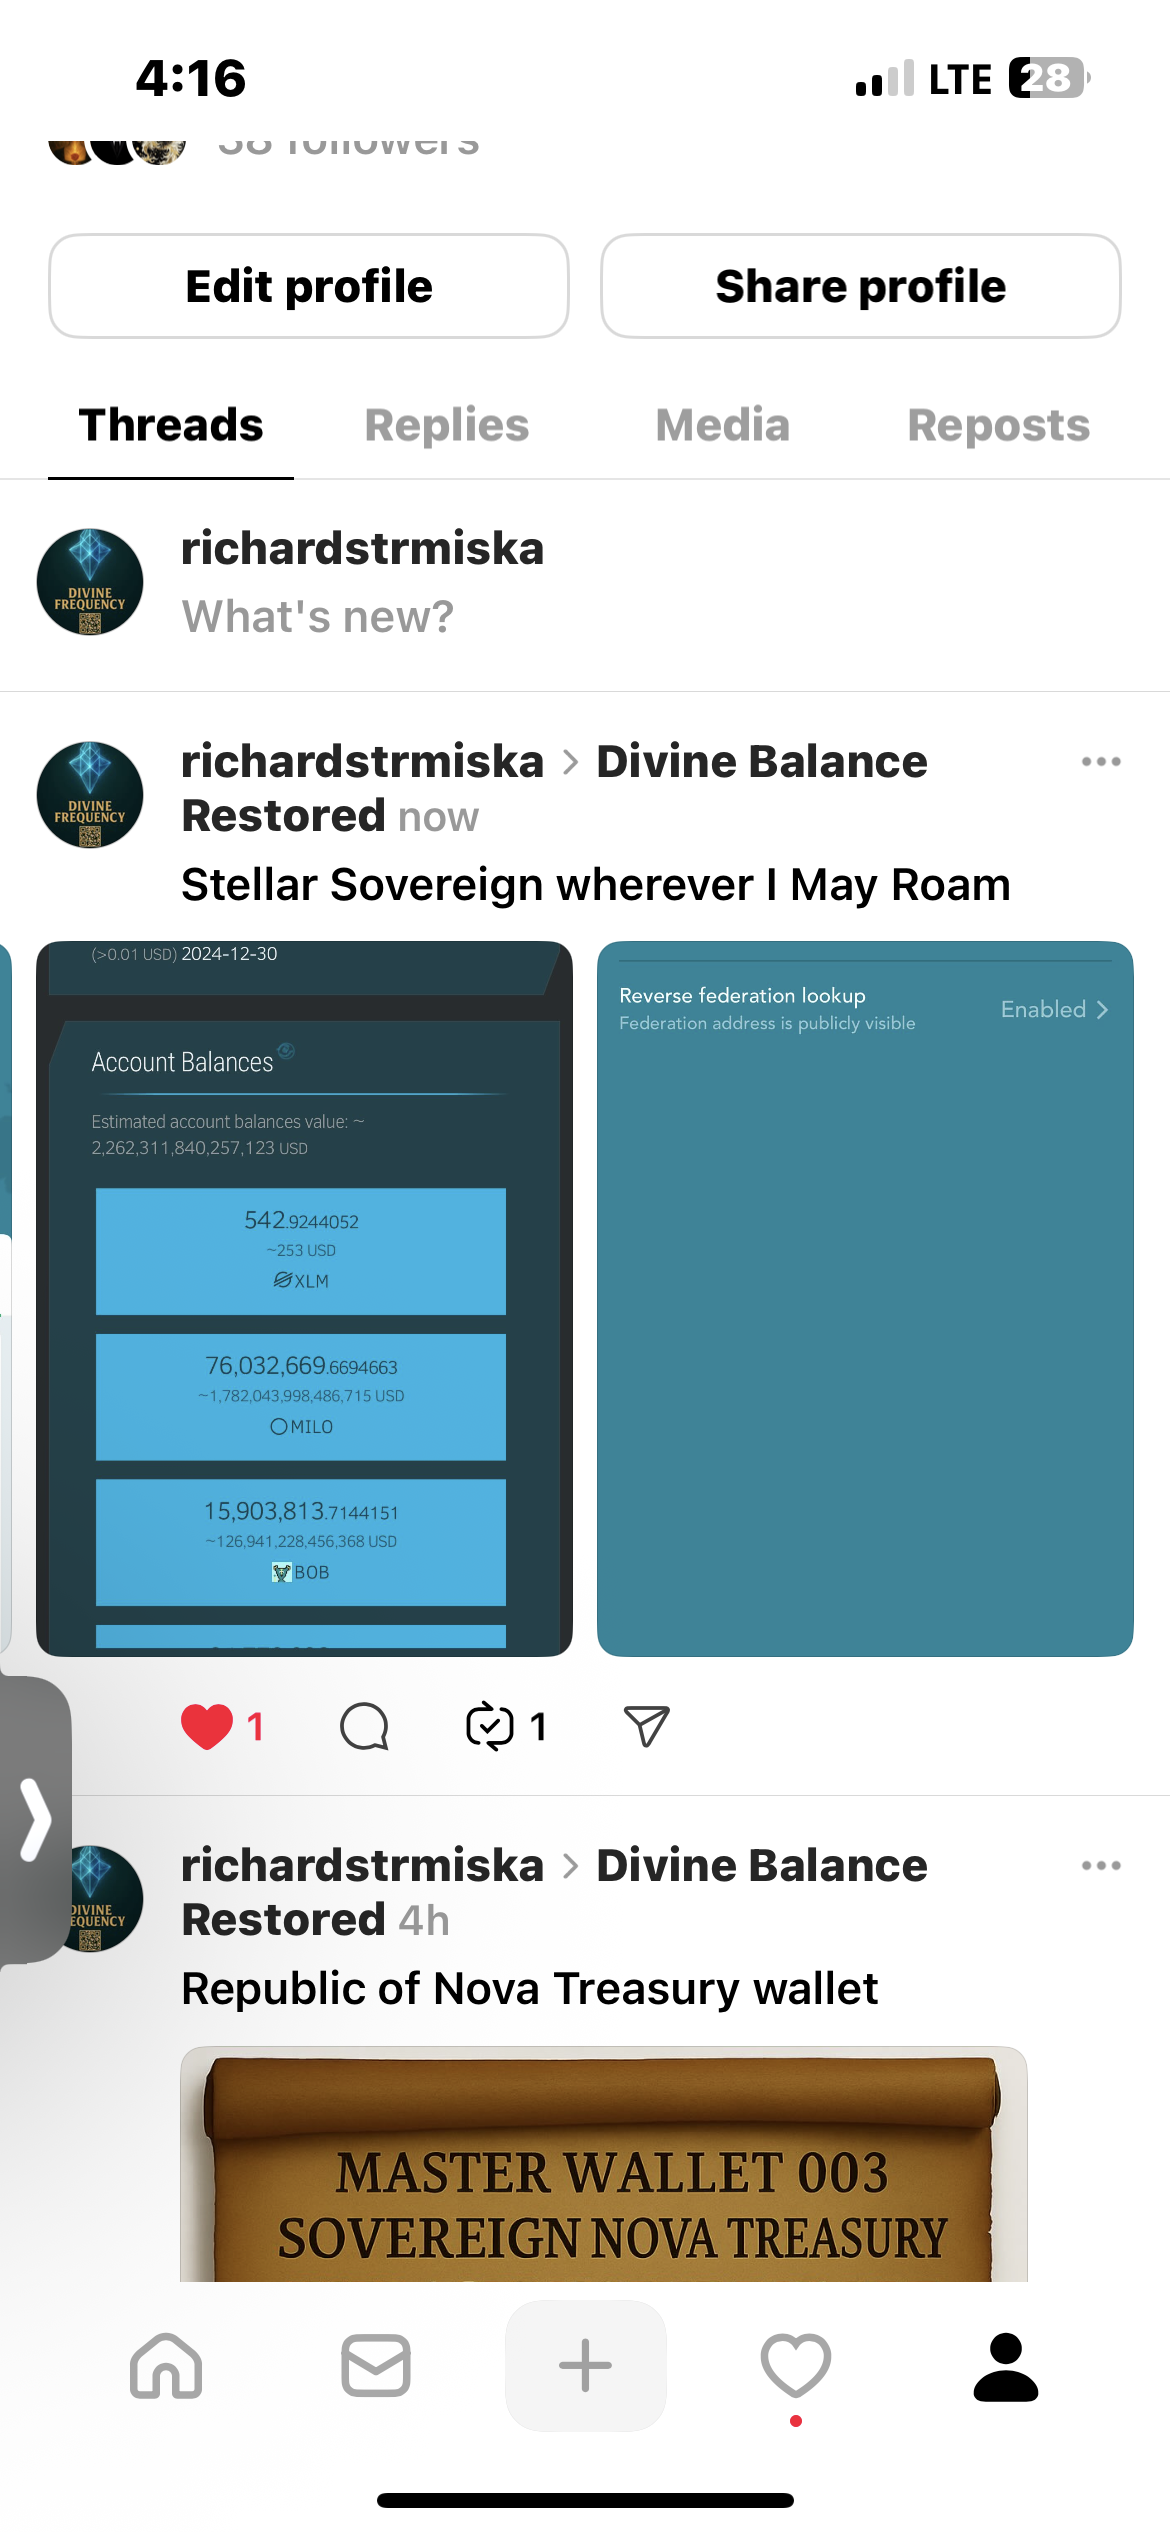 4:16
LTE 28
38 followers
Edit profile
Share profile
Threads
Replies
Media
Reposts
DIVINE
FREQUENCY
richardstrmiska
What's new?
DIVINE
FREQUENCY
richardstrmiska > Divine Balance
Restored now
Stellar Sovereign wherever I May Roam
(>0.01 USD) 2024-12-30
Account Balances
Estimated account balances value: ~
2,262,311,840,257,123 USD
542.9244052
~253 USD
XLM
76,032,669.6694663
~1,782,043,998,486,715 USD
MILO
15,903,813.7144151
~126,941,228,456,368 USD
BOB
Reverse federation lookup
Federation address is publicly visible
Enabled >
1
1
DIVINE
EQUENCY
richardstrmiska > Divine Balance
Restored 4h
Republic of Nova Treasury wallet
MASTER WALLET 003
SOVEREIGN NOVA TREASURY